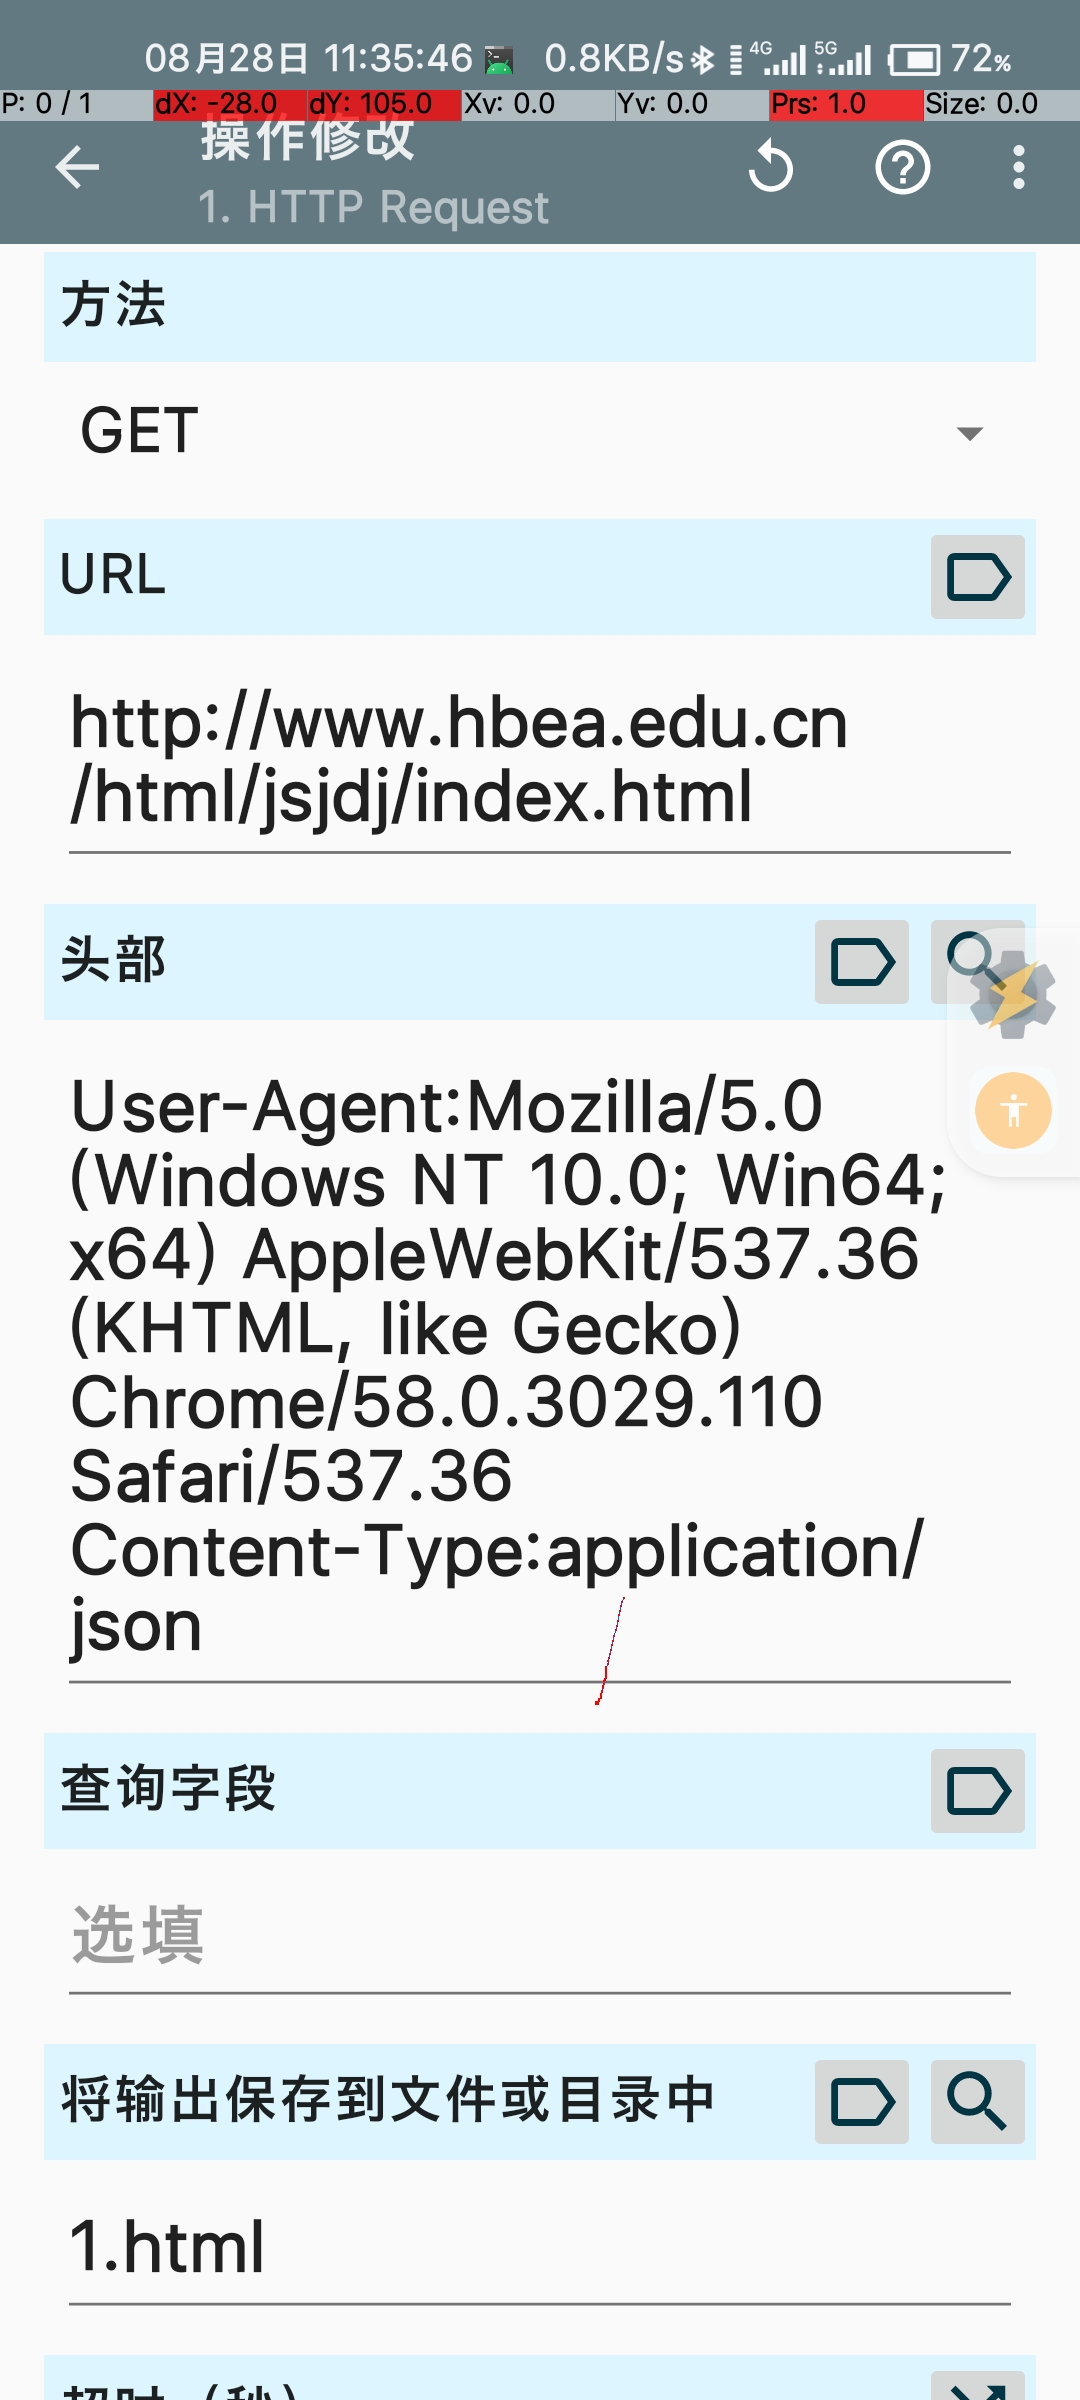 08月28日 11:35:46 0.8KB/s 4G 5G 72%
P: 0 / 1 dX: -28.0 dY: 105.0 Xv: 0.0 Yv: 0.0 Prs: 1.0 Size: 0.0
操作修改
1. HTTP Request
方法
GET
URL
http://www.hbea.edu.cn
/html/jsjdj/index.html
头部
User-Agent:Mozilla/5.0
(Windows NT 10.0; Win64;
x64) AppleWebKit/537.36
(KHTML, like Gecko)
Chrome/58.0.3029.110
Safari/537.36
Content-Type:application/
json
查询字段
选填
将输出保存到文件或目录中
1.html
超时（秒）